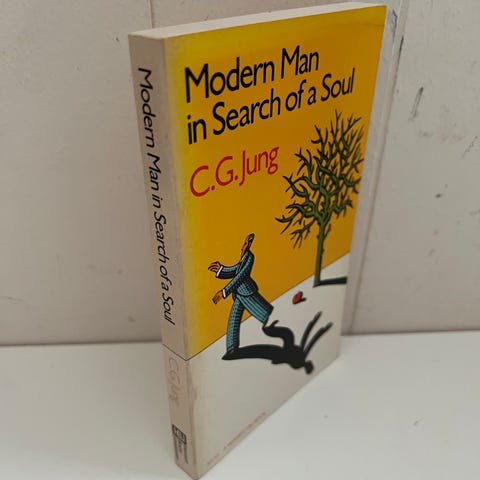 Modern Man
in Search of a Soul
C.G.Jung
Modern Man in Search of a Soul
C.G.Jung